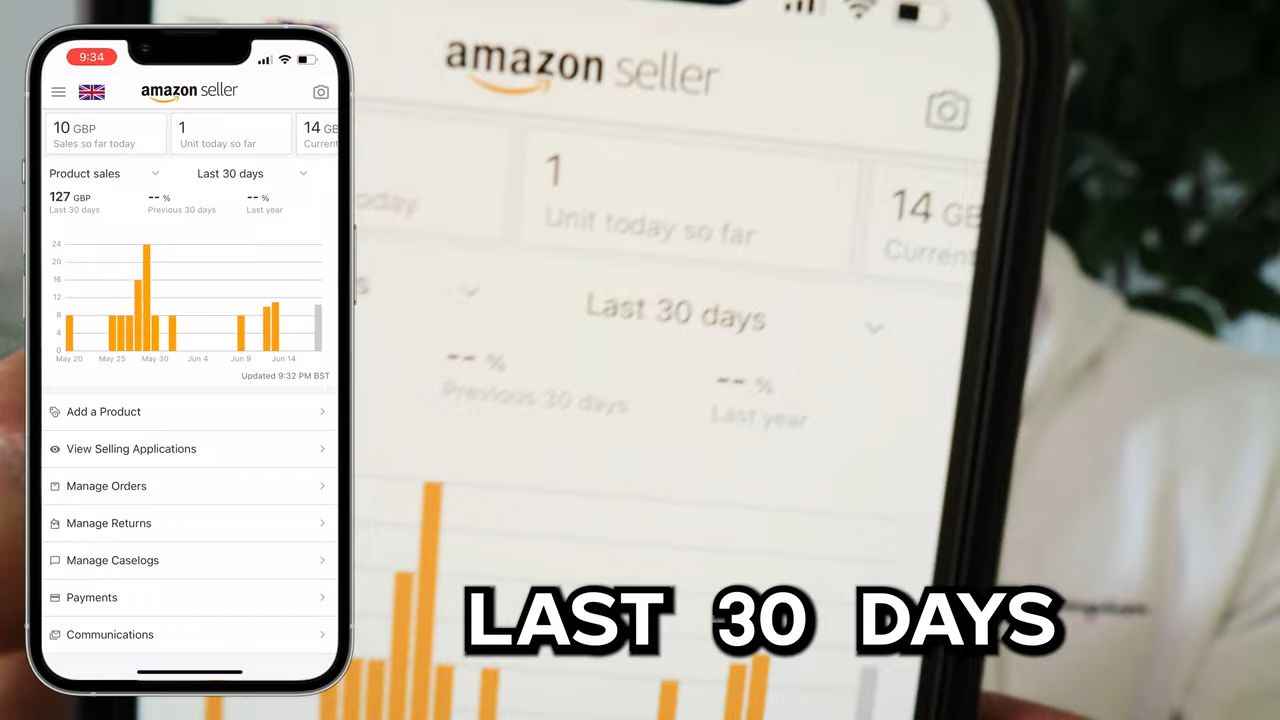 9:34
amazon seller
10 GBP
Sales so far today
1
Unit today so far
14 GB
Current
Product sales
Last 30 days
127 GBP
Last 30 days
-- %
Previous 30 days
-- %
Last year
24
20
16
12
8
4
0
May 20 May 25 May 30 Jun 4 Jun 9 Jun 14
Updated 9:32 PM BST
Add a Product
View Selling Applications
Manage Orders
Manage Returns
Manage Caselogs
Payments
Communications
amazon seller
oday
1
Unit today so far
14 GB
Current
s
Last 30 days
-- %
Previous 30 days
-- %
Last year
LAST 30 DAYS